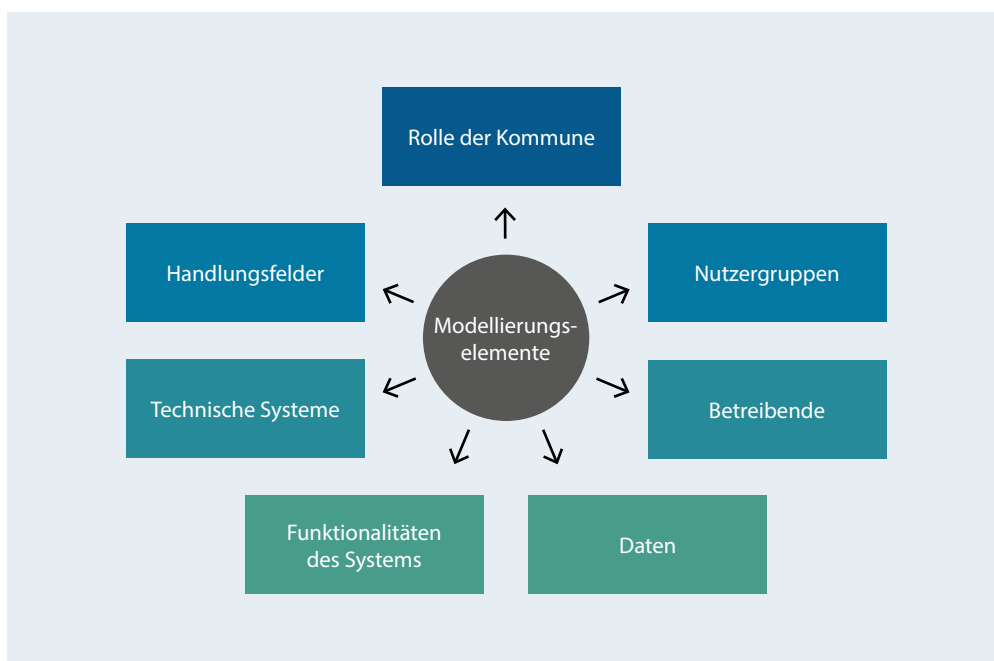 Rolle der Kommune
Handlungsfelder
Nutzergruppen
Modellierungs-
elemente
Technische Systeme
Betreibende
Funktionalitäten
des Systems
Daten